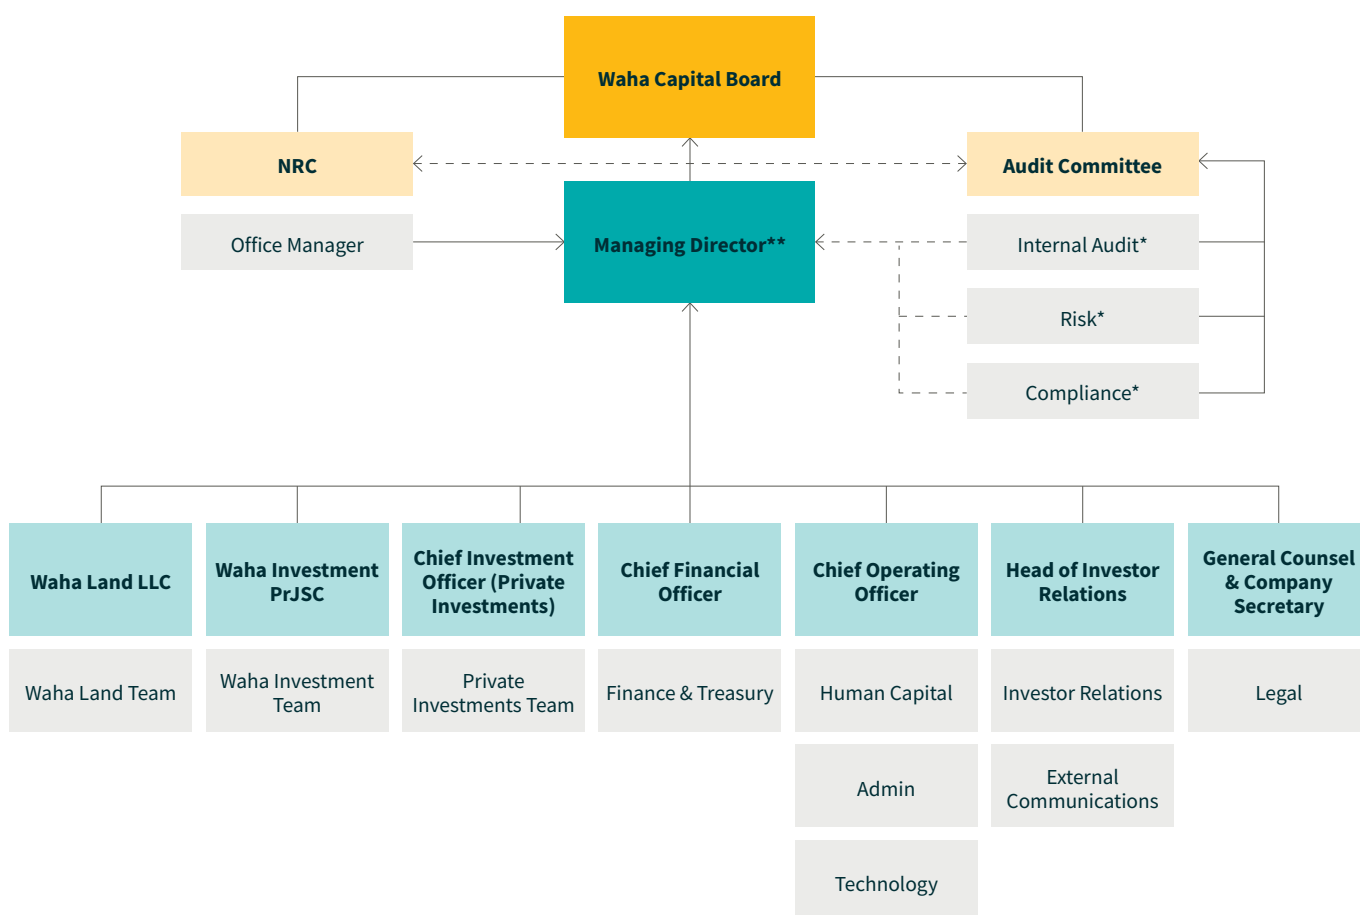 Waha Capital Board
NRC
Audit Committee
Office Manager
Managing Director**
Internal Audit*
Risk*
Compliance*
Waha Land LLC
Waha Investment
PrJSC
Chief Investment
Officer (Private
Investments)
Chief Financial
Officer
Chief Operating
Officer
Head of Investor
Relations
General Counsel
& Company
Secretary
Waha Land Team
Waha Investment
Team
Private
Investments Team
Finance & Treasury
Human Capital
Investor Relations
Legal
Admin
External
Communications
Technology